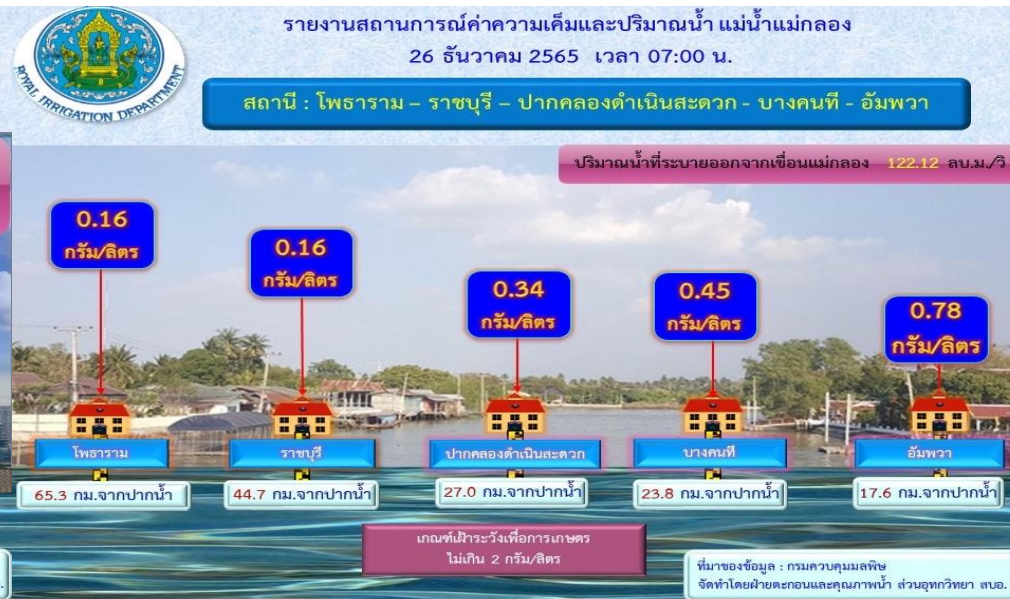 รายงานสถานการณ์ค่าความเค็มและปริมาณน้ำ แม่น้ำแม่กลอง
26 ธันวาคม 2565 เวลา 07:00 น.
ROYAL IRRIGATION DEPARTMENT
สถานี : โพธาราม – ราชบุรี – ปากคลองดำเนินสะดวก - บางคนที - อัมพวา
ปริมาณน้ำที่ระบายออกจากเขื่อนแม่กลอง 122.12 ลบ.ม./วิ
0.16
กรัม/ลิตร
0.16
กรัม/ลิตร
0.34
กรัม/ลิตร
0.45
กรัม/ลิตร
0.78
กรัม/ลิตร
โพธาราม
ราชบุรี
ปากคลองดำเนินสะดวก
บางคนที
อัมพวา
65.3 กม.จากปากน้ำ
44.7 กม.จากปากน้ำ
27.0 กม.จากปากน้ำ
23.8 กม.จากปากน้ำ
17.6 กม.จากปากน้ำ
เกณฑ์เฝ้าระวังเพื่อการเกษตร
ไม่เกิน 2 กรัม/ลิตร
ที่มาของข้อมูล : กรมควบคุมมลพิษ
จัดทำโดยฝ่ายตะกอนและคุณภาพน้ำ ส่วนอุทกวิทยา สบอ.